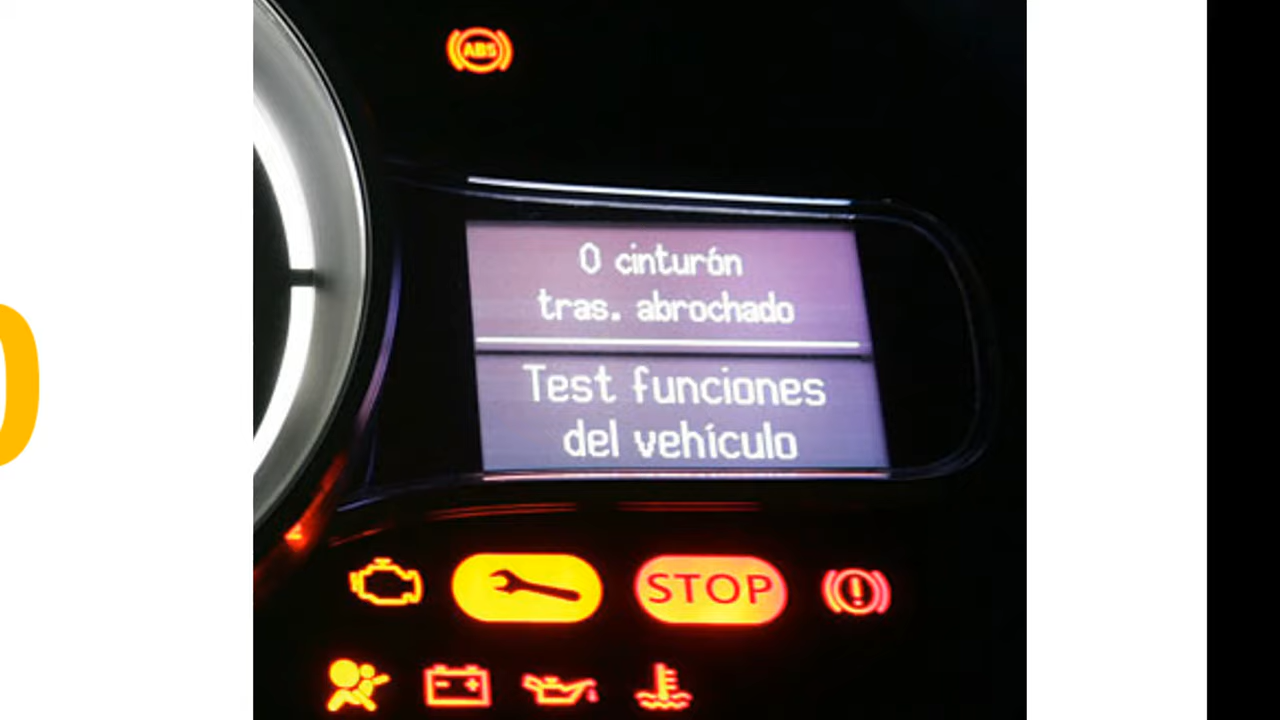 ABS
0 cinturón
tras. abrochado
Test funciones
del vehículo
STOP